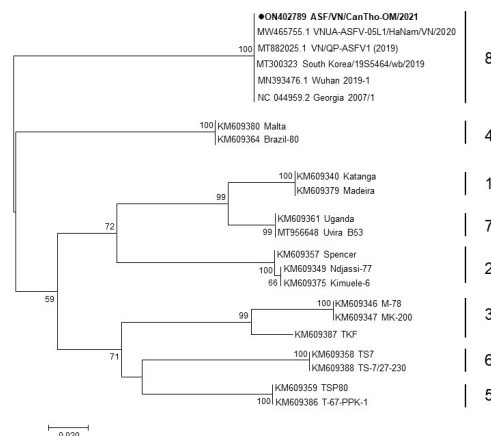 ●ON402789 ASF/VN/CanTho-OM/2021
MW465755.1 VNUA-ASFV-05L1/HaNam/VN/2020
100
MT882025.1 VN/QP-ASFV1 (2019)
8
MT300323 South Korea/19S5464/wb/2019
MN393476.1 Wuhan 2019-1
NC 044959.2 Georgia 2007/1
100 KM609380 Malta
4
KM609364 Brazil-80
100 KM609340 Katanga
1
KM609379 Madeira
99
KM609361 Uganda
7
99 MT956648 Uvira B53
72
KM609357 Spencer
100 KM609349 Ndjassi-77
2
66 KM609375 Kimuele-6
59
100 KM609346 M-78
3
99 KM609347 MK-200
KM609387 TKF
71
100 KM609358 TS7
6
KM609388 TS-7/27-230
KM609359 TSP80
5
100 KM609386 T-67-PPK-1
0.020